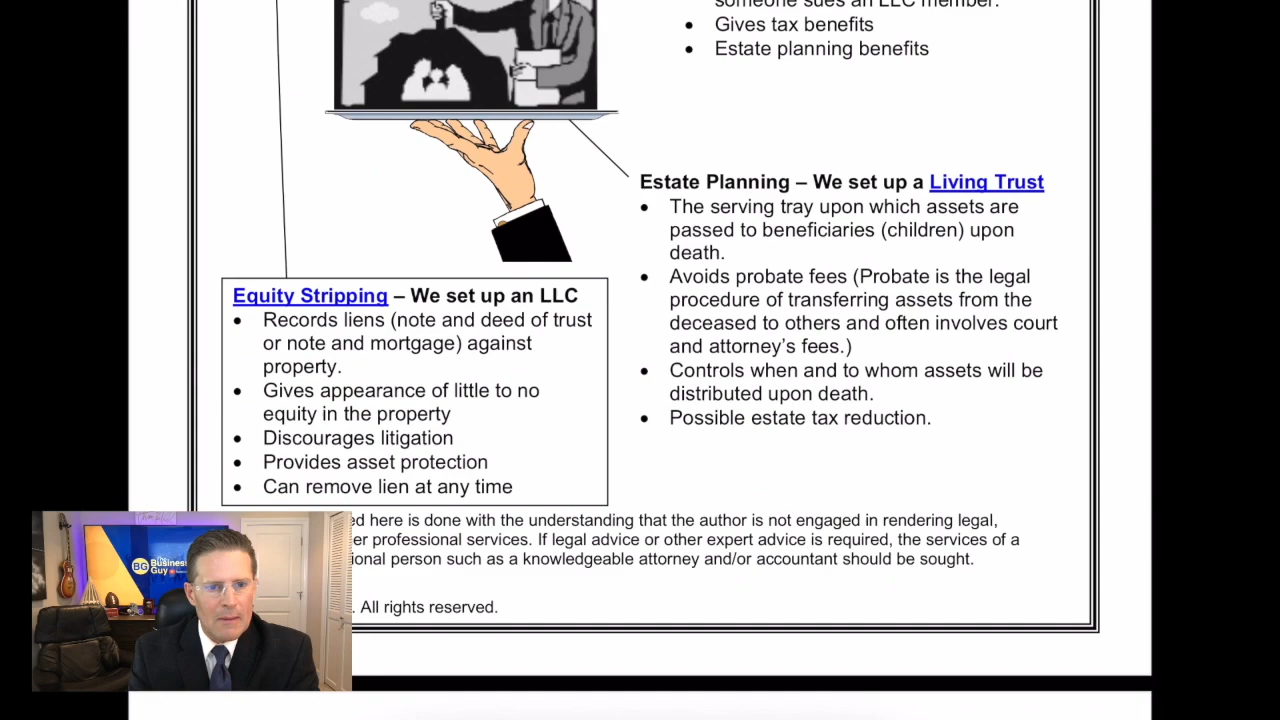 someone sues an LLC member.
• Gives tax benefits
• Estate planning benefits
Estate Planning – We set up a Living Trust
• The serving tray upon which assets are
passed to beneficiaries (children) upon
death.
• Avoids probate fees (Probate is the legal
procedure of transferring assets from the
deceased to others and often involves court
and attorney’s fees.)
• Controls when and to whom assets will be
distributed upon death.
• Possible estate tax reduction.
Equity Stripping – We set up an LLC
• Records liens (note and deed of trust
or note and mortgage) against
property.
• Gives appearance of little to no
equity in the property
• Discourages litigation
• Provides asset protection
• Can remove lien at any time
ed here is done with the understanding that the author is not engaged in rendering legal,
er professional services. If legal advice or other expert advice is required, the services of a
ional person such as a knowledgeable attorney and/or accountant should be sought.
. All rights reserved.
BG
Business
Guy